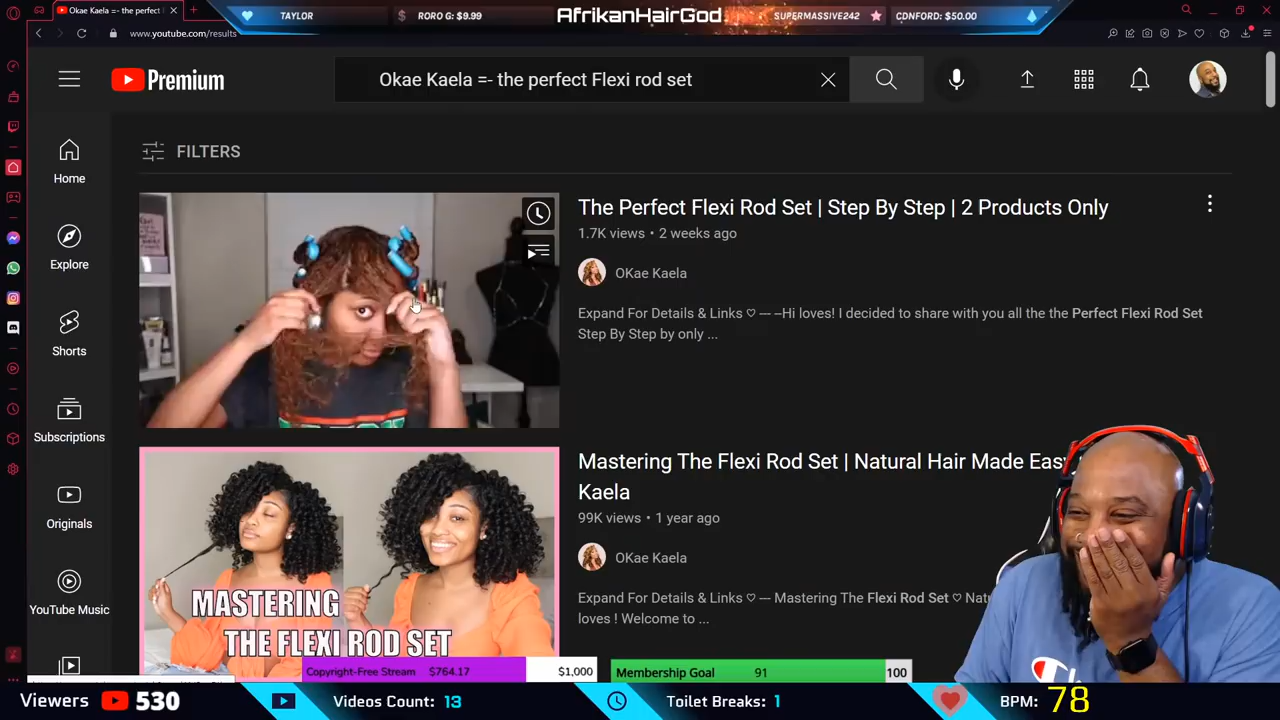 Okae Kaela =- the perfect
TAYLOR
RORO G: $9.99
AfrikanHairGod
SUPERMASSIVE242
CDNFORD: $50.00
www.youtube.com/results
Premium
Okae Kaela =- the perfect Flexi rod set
FILTERS
Home
Explore
Shorts
Subscriptions
Originals
YouTube Music
The Perfect Flexi Rod Set | Step By Step | 2 Products Only
1.7K views • 2 weeks ago
OKae Kaela
Expand For Details & Links ♡ --- --Hi loves! I decided to share with you all the the Perfect Flexi Rod Set
Step By Step by only ...
MASTERING
THE FLEXI ROD SET
Mastering The Flexi Rod Set | Natural Hair Made Easy
Kaela
99K views • 1 year ago
OKae Kaela
Expand For Details & Links ♡ --- Mastering The Flexi Rod Set ♡ Natu
loves ! Welcome to ...
Copyright-Free Stream $764.17 $1,000
Membership Goal 91 100
Viewers 530 Videos Count: 13 Toilet Breaks: 1 BPM: 78